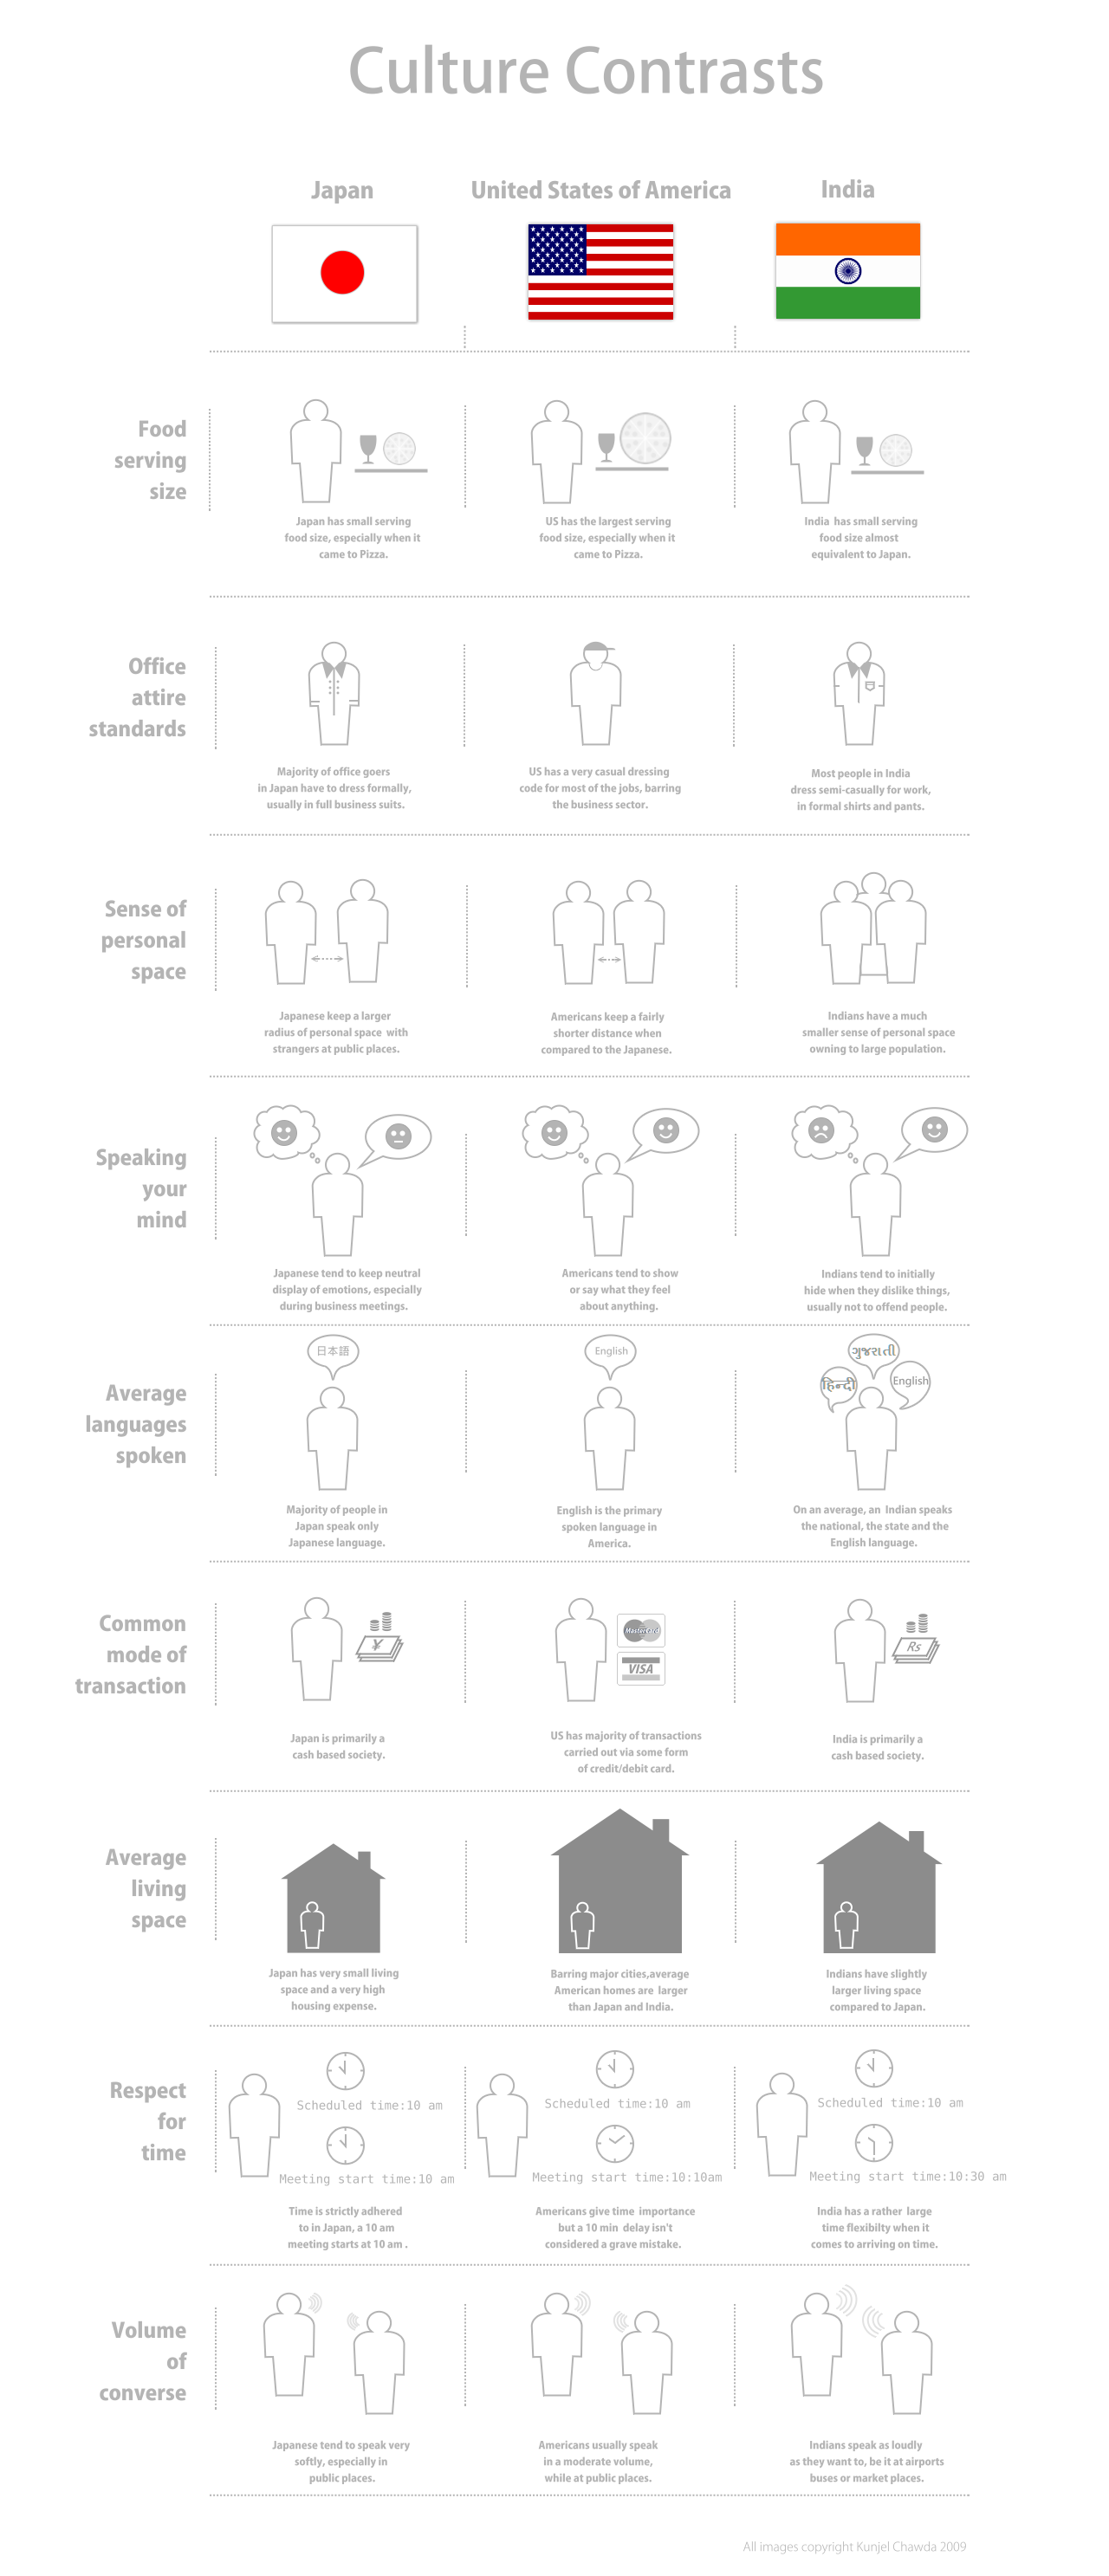 Culture Contrasts
Japan
United States of America
India
Food
serving
size
Japan has small serving
food size, especially when it
came to Pizza.
US has the largest serving
food size, especially when it
came to Pizza.
India has small serving
food size almost
equivalent to Japan.
Office
attire
standards
Majority of office goers
in Japan have to dress formally,
usually in full business suits.
US has a very casual dressing
code for most of the jobs, barring
the business sector.
Most people in India
dress semi-casually for work,
in formal shirts and pants.
Sense of
personal
space
Japanese keep a larger
radius of personal space with
strangers at public places.
Americans keep a fairly
shorter distance when
compared to the Japanese.
Indians have a much
smaller sense of personal space
owning to large population.
Speaking
your
mind
Japanese tend to keep neutral
display of emotions, especially
during business meetings.
Americans tend to show
or say what they feel
about anything.
Indians tend to initially
hide when they dislike things,
usually not to offend people.
Average
languages
spoken
日本語
English
ગુજરાતી
हिन्दी
English
Majority of people in
Japan speak only
Japanese language.
English is the primary
spoken language in
America.
On an average, an Indian speaks
the national, the state and the
English language.
Common
mode of
transaction
¥
MasterCard
VISA
Rs
Japan is primarily a
cash based society.
US has majority of transactions
carried out via some form
of credit/debit card.
India is primarily a
cash based society.
Average
living
space
Japan has very small living
space and a very high
housing expense.
Barring major cities,average
American homes are larger
than Japan and India.
Indians have slightly
larger living space
compared to Japan.
Respect
for
time
Scheduled time:10 am
Meeting start time:10 am
Scheduled time:10 am
Meeting start time:10:10am
Scheduled time:10 am
Meeting start time:10:30 am
Time is strictly adhered
to in Japan, a 10 am
meeting starts at 10 am .
Americans give time importance
but a 10 min delay isn't
considered a grave mistake.
India has a rather large
time flexibilty when it
comes to arriving on time.
Volume
of
converse
Japanese tend to speak very
softly, especially in
public places.
Americans usually speak
in a moderate volume,
while at public places.
Indians speak as loudly
as they want to, be it at airports
buses or market places.
All images copyright Kunjel Chawda 2009